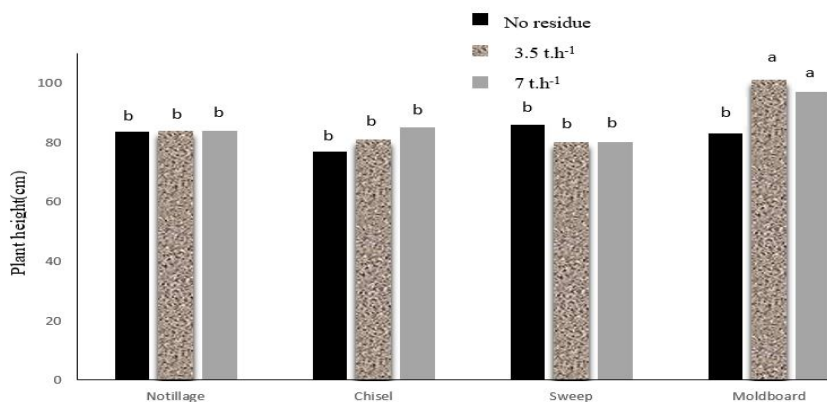 No residue
3.5 t.h-1
7 t.h-1
a
a
b b b
b b b
b b b
b
Plant height(cm)
100
80
60
40
20
0
Notillage Chisel Sweep Moldboard